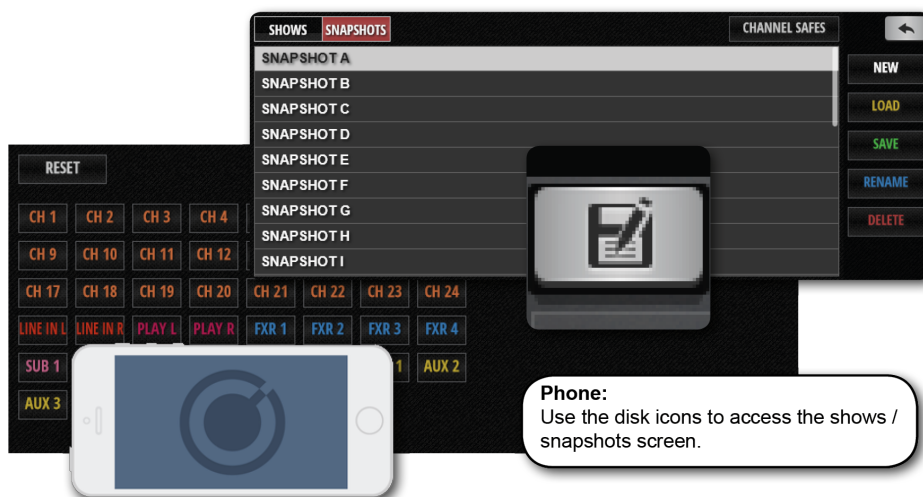 SHOWS SNAPSHOTS CHANNEL SAFES
SNAPSHOT A
SNAPSHOT B
SNAPSHOT C
SNAPSHOT D
SNAPSHOT E
SNAPSHOT F
SNAPSHOT G
SNAPSHOT H
SNAPSHOT I
NEW
LOAD
SAVE
RENAME
DELETE
RESET
CH 1 CH 2 CH 3 CH 4
CH 9 CH 10 CH 11 CH 12
CH 17 CH 18 CH 19 CH 20 CH 21 CH 22 CH 23 CH 24
LINE IN L LINE IN R PLAY L PLAY R FXR 1 FXR 2 FXR 3 FXR 4
SUB 1 1 AUX 2
AUX 3
Phone:
Use the disk icons to access the shows /
snapshots screen.